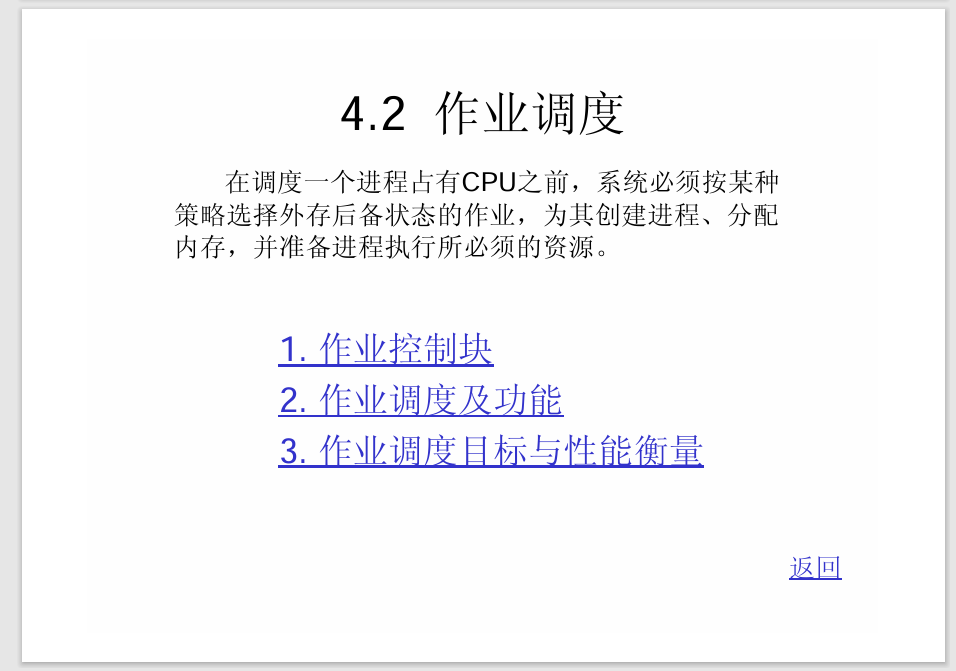 4.2 作业调度
在调度一个进程占有CPU之前，系统必须按某种
策略选择外存后备状态的作业，为其创建进程、分配
内存，并准备进程执行所必须的资源。
1. 作业控制块
2. 作业调度及功能
3. 作业调度目标与性能衡量
返回